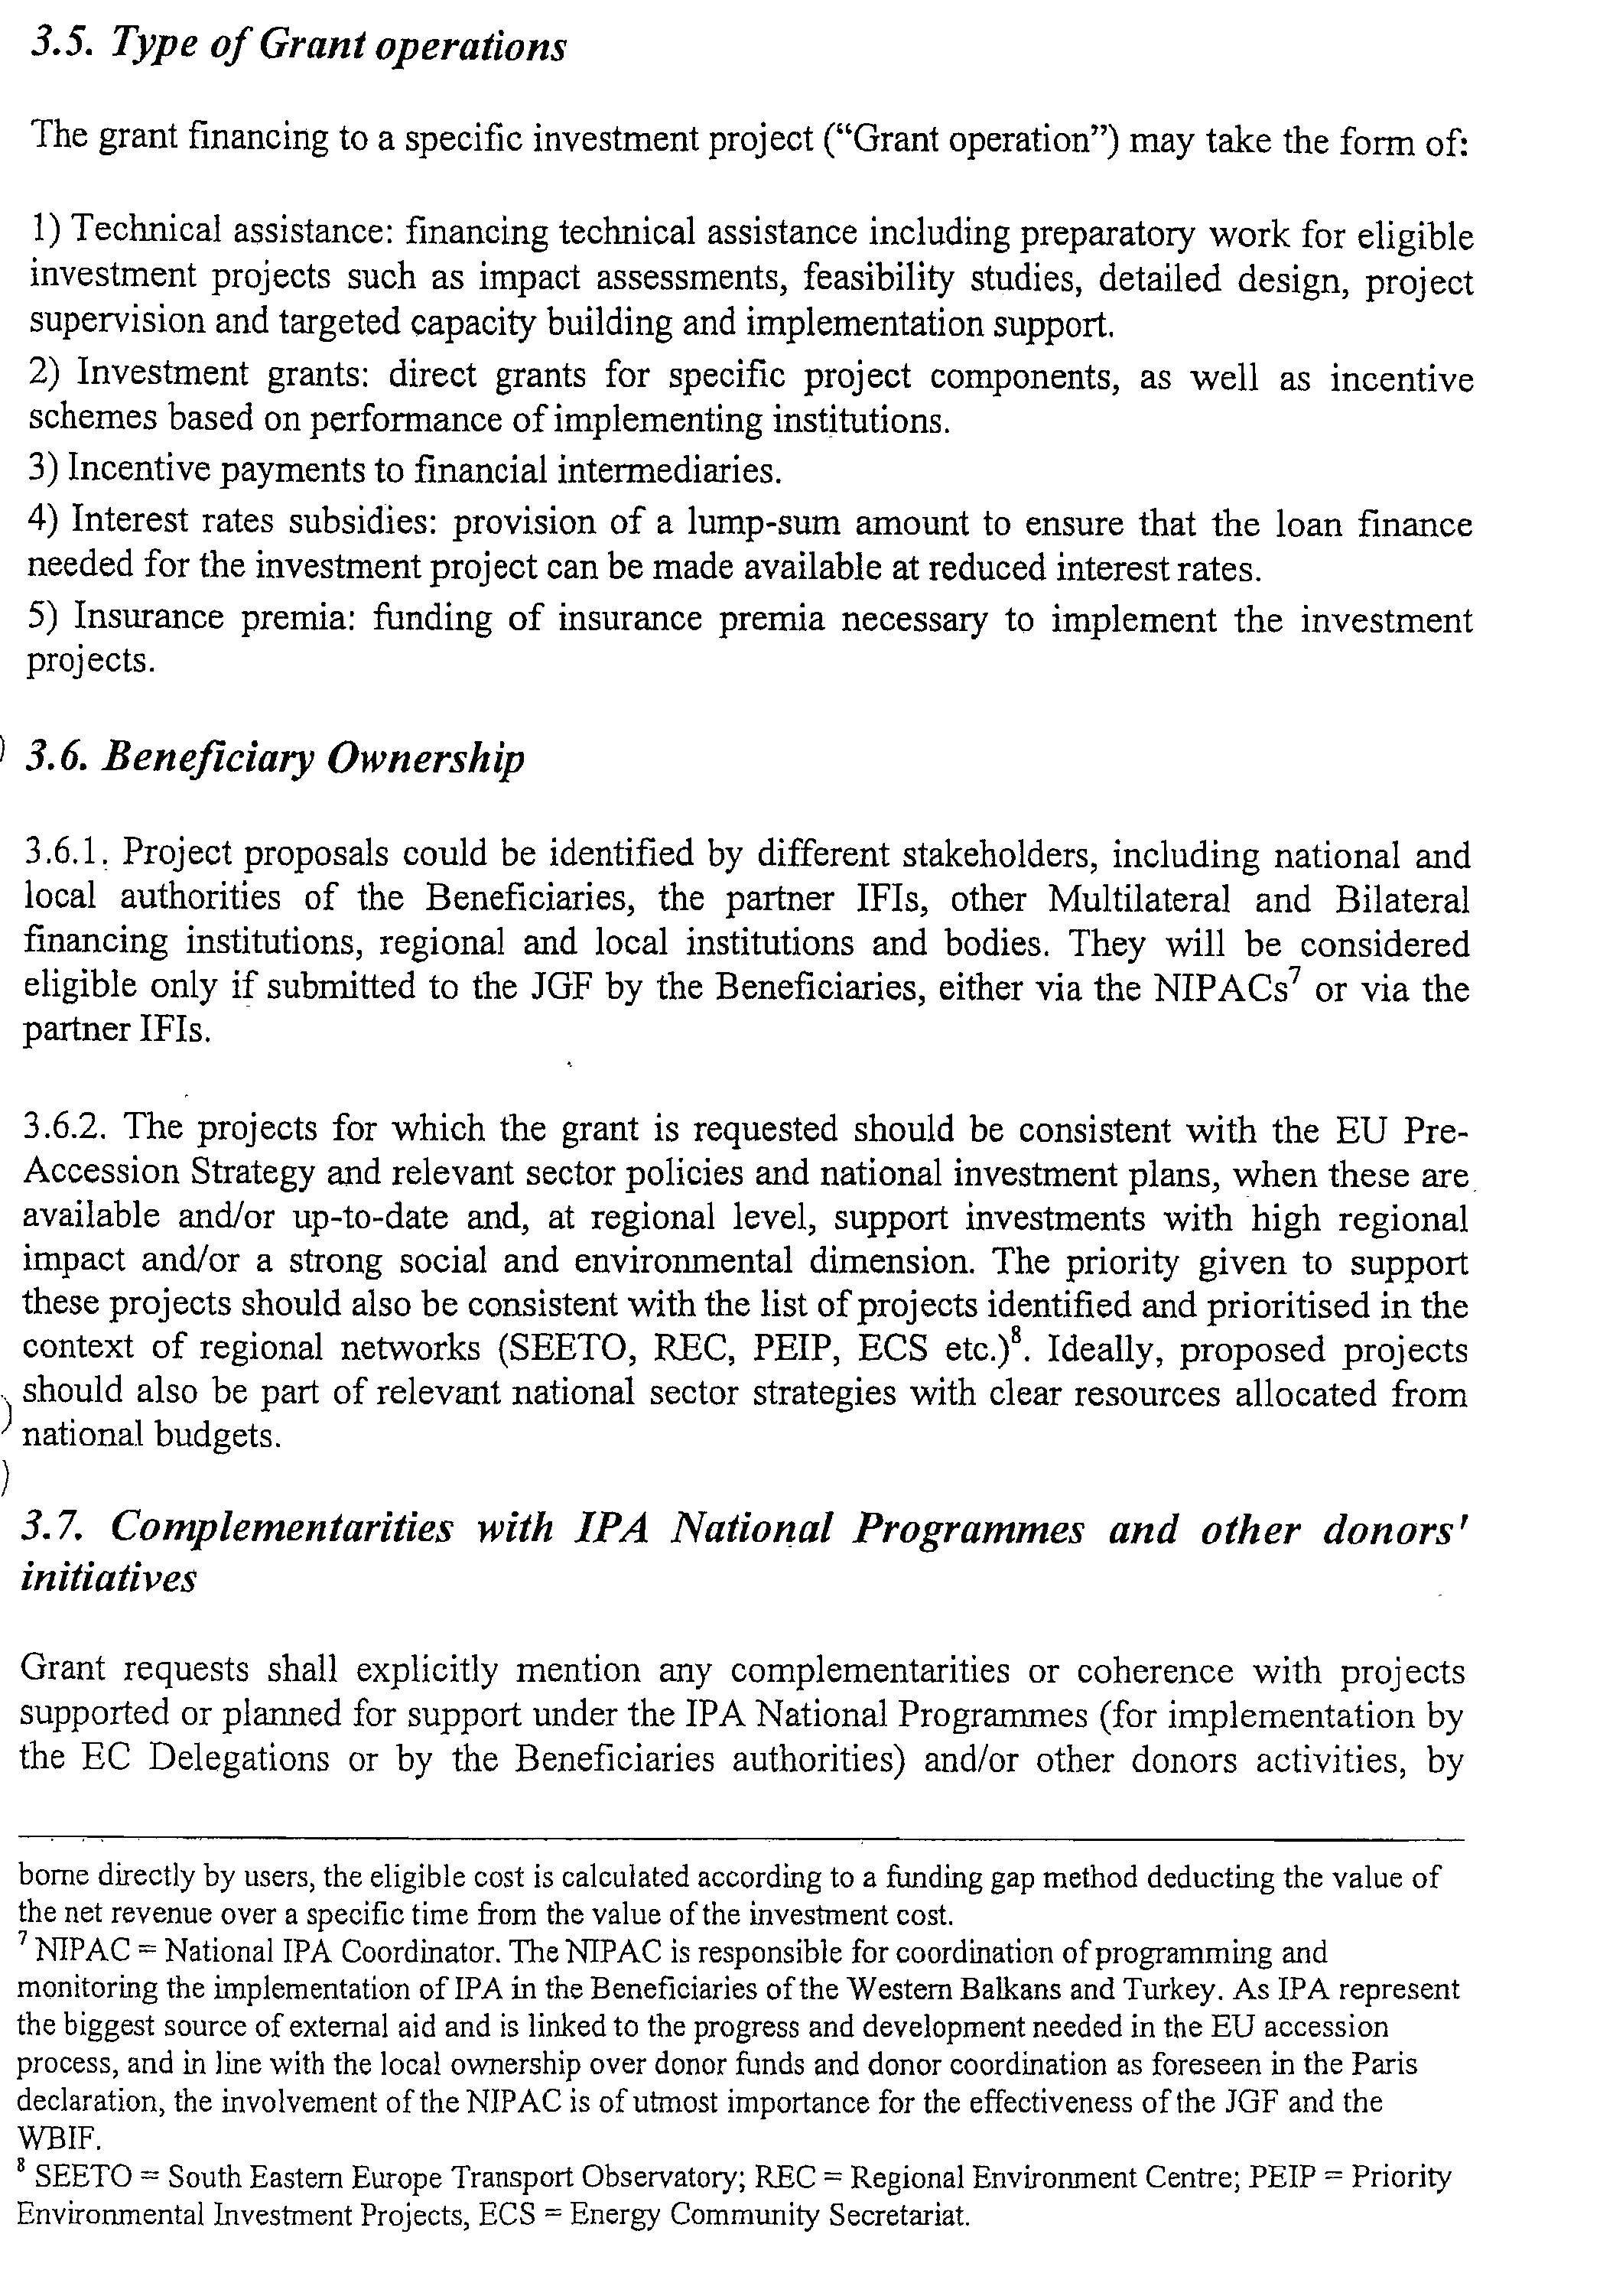 3.5. Type of Grant operations
The grant financing to a specific investment project (“Grant operation”) may take the form of:
1) Technical assistance: financing technical assistance including preparatory work for eligible
investment projects such as impact assessments, feasibility studies, detailed design, project
supervision and targeted capacity building and implementation support.
2) Investment grants: direct grants for specific project components, as well as incentive
schemes based on performance of implementing institutions.
3) Incentive payments to financial intermediaries.
4) Interest rates subsidies: provision of a lump-sum amount to ensure that the loan finance
needed for the investment project can be made available at reduced interest rates.
5) Insurance premia: funding of insurance premia necessary to implement the investment
projects.
3.6. Beneficiary Ownership
3.6.1. Project proposals could be identified by different stakeholders, including national and
local authorities of the Beneficiaries, the partner IFIs, other Multilateral and Bilateral
financing institutions, regional and local institutions and bodies. They will be considered
eligible only if submitted to the JGF by the Beneficiaries, either via the NIPACs⁷ or via the
partner IFIs.
3.6.2. The projects for which the grant is requested should be consistent with the EU Pre-
Accession Strategy and relevant sector policies and national investment plans, when these are
available and/or up-to-date and, at regional level, support investments with high regional
impact and/or a strong social and environmental dimension. The priority given to support
these projects should also be consistent with the list of projects identified and prioritised in the
context of regional networks (SEETO, REC, PEIP, ECS etc.)⁸. Ideally, proposed projects
should also be part of relevant national sector strategies with clear resources allocated from
national budgets.
3.7. Complementarities with IPA National Programmes and other donors'
initiatives
Grant requests shall explicitly mention any complementarities or coherence with projects
supported or planned for support under the IPA National Programmes (for implementation by
the EC Delegations or by the Beneficiaries authorities) and/or other donors activities, by
borne directly by users, the eligible cost is calculated according to a funding gap method deducting the value of
the net revenue over a specific time from the value of the investment cost.
⁷ NIPAC = National IPA Coordinator. The NIPAC is responsible for coordination of programming and
monitoring the implementation of IPA in the Beneficiaries of the Western Balkans and Turkey. As IPA represent
the biggest source of external aid and is linked to the progress and development needed in the EU accession
process, and in line with the local ownership over donor funds and donor coordination as foreseen in the Paris
declaration, the involvement of the NIPAC is of utmost importance for the effectiveness of the JGF and the
WBIF.
⁸ SEETO = South Eastern Europe Transport Observatory; REC = Regional Environment Centre; PEIP = Priority
Environmental Investment Projects, ECS = Energy Community Secretariat.